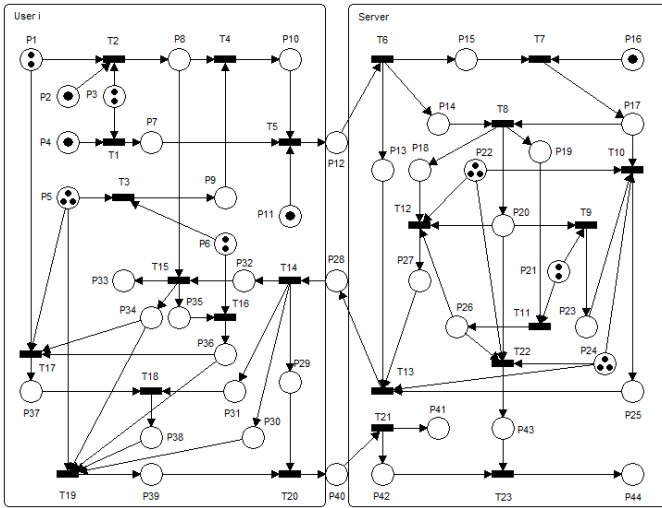 User i
Server
P1
T2
P8
T4
P10
T6
P15
T7
P16
P2
P3
P4
P7
T1
T5
P12
P14
T8
P17
P13
P18
P22
P19
T10
P5
T3
P9
P11
T12
P20
T9
P6
P21
P33
T15
P32
T14
P28
P27
P34
P35
T16
P26
T11
P23
P24
T17
P36
P29
T22
T18
T13
P37
P31
P25
P30
T21
P41
P38
P43
T19
P39
T20
P40
P42
T23
P44